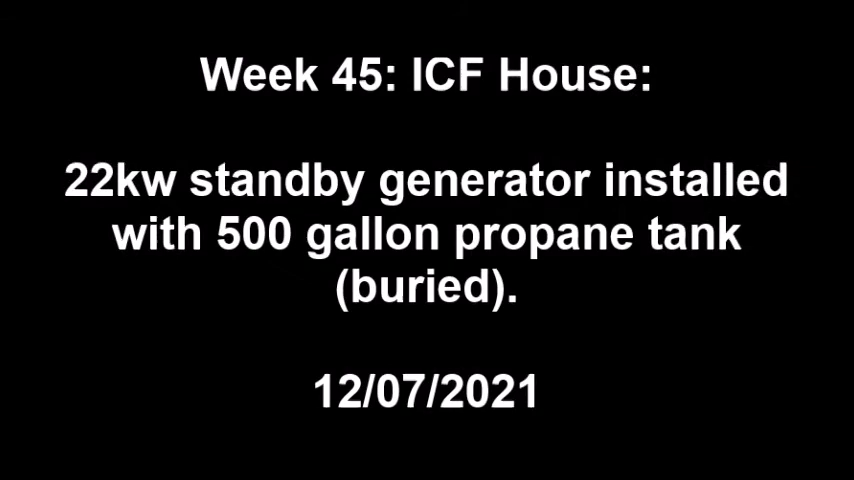 Week 45: ICF House:
22kw standby generator installed
with 500 gallon propane tank
(buried).
12/07/2021